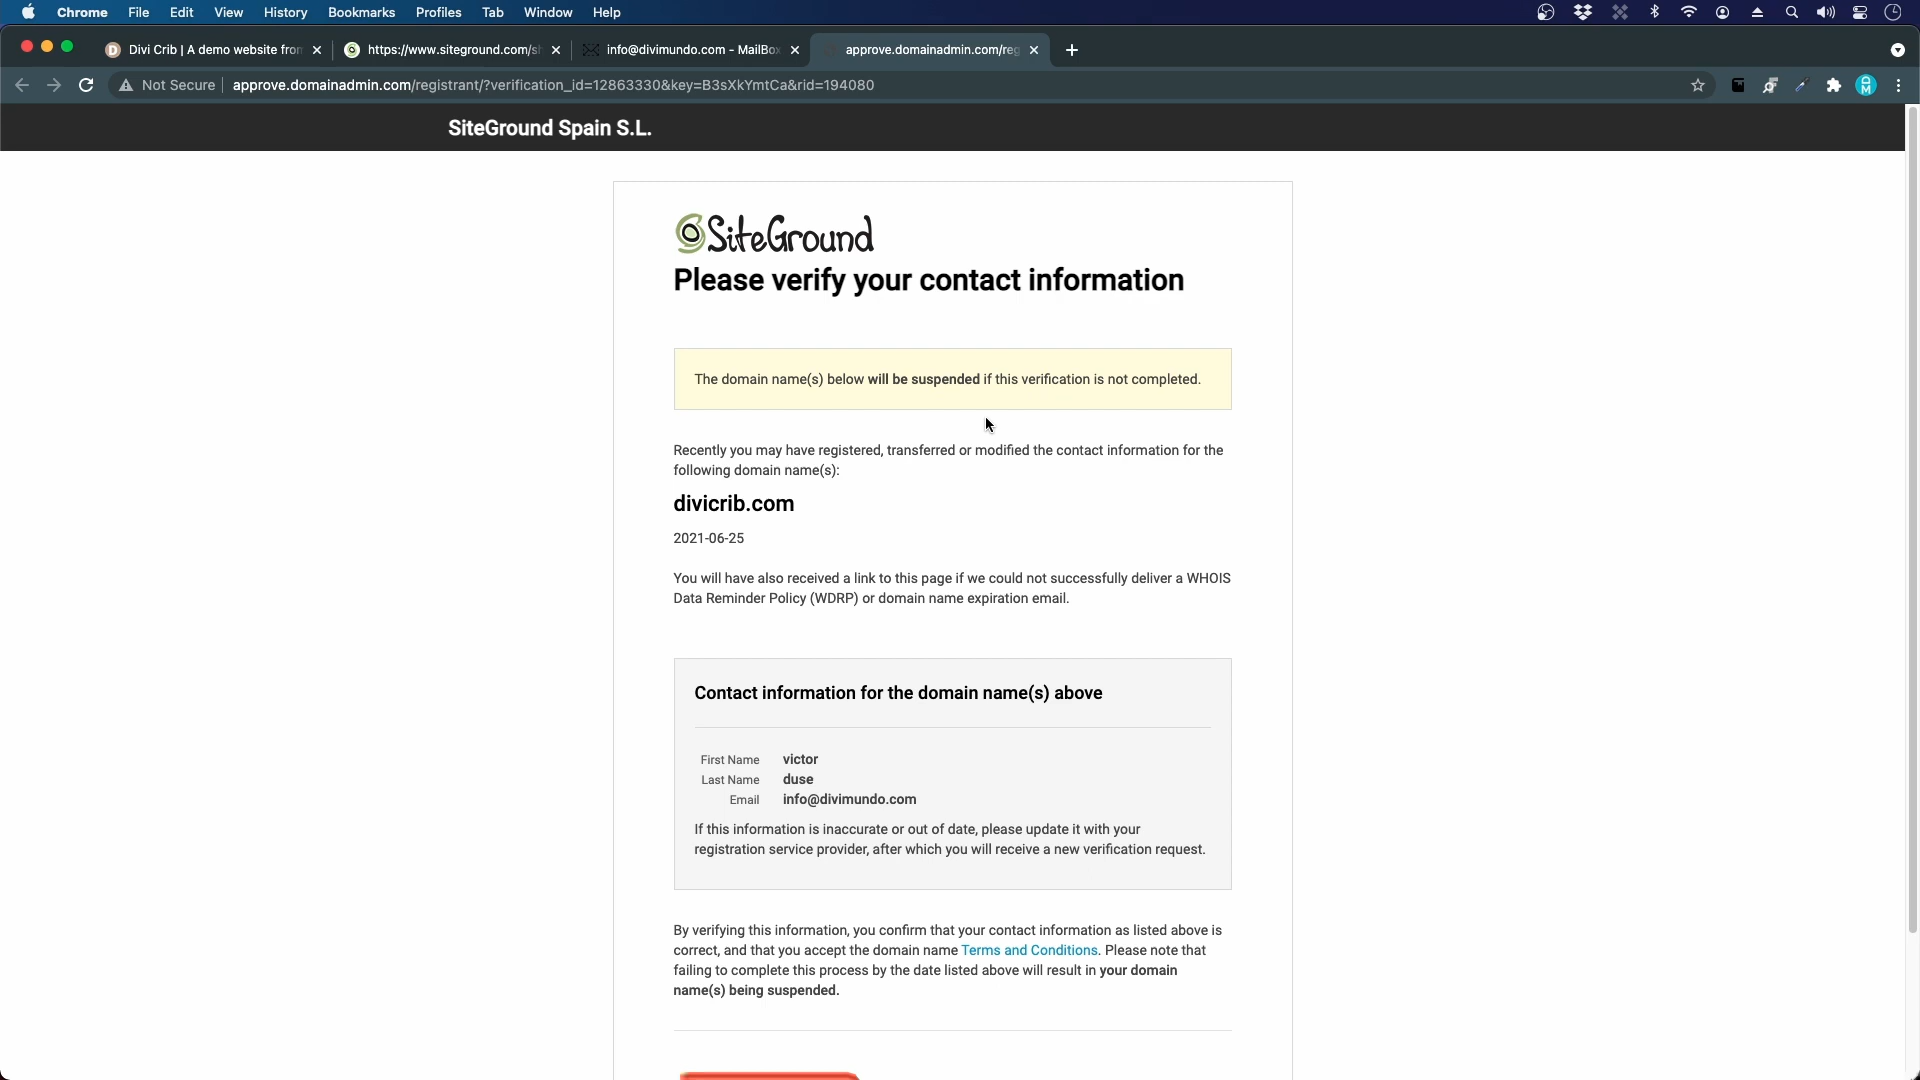 Chrome File Edit View History Bookmarks Profiles Tab Window Help
Divi Crib | A demo website from
https://www.siteground.com/s
info@divimundo.com - MailBox
approve.domainadmin.com/reg
Not Secure approve.domainadmin.com/registrant/?verification_id=12863330&key=B3sXkYmtCa&rid=194080
SiteGround Spain S.L.
SiteGround
Please verify your contact information
The domain name(s) below will be suspended if this verification is not completed.
Recently you may have registered, transferred or modified the contact information for the
following domain name(s):
divicrib.com
2021-06-25
You will have also received a link to this page if we could not successfully deliver a WHOIS
Data Reminder Policy (WDRP) or domain name expiration email.
Contact information for the domain name(s) above
First Name victor
Last Name duse
Email info@divimundo.com
If this information is inaccurate or out of date, please update it with your
registration service provider, after which you will receive a new verification request.
By verifying this information, you confirm that your contact information as listed above is
correct, and that you accept the domain name Terms and Conditions. Please note that
failing to complete this process by the date listed above will result in your domain
name(s) being suspended.